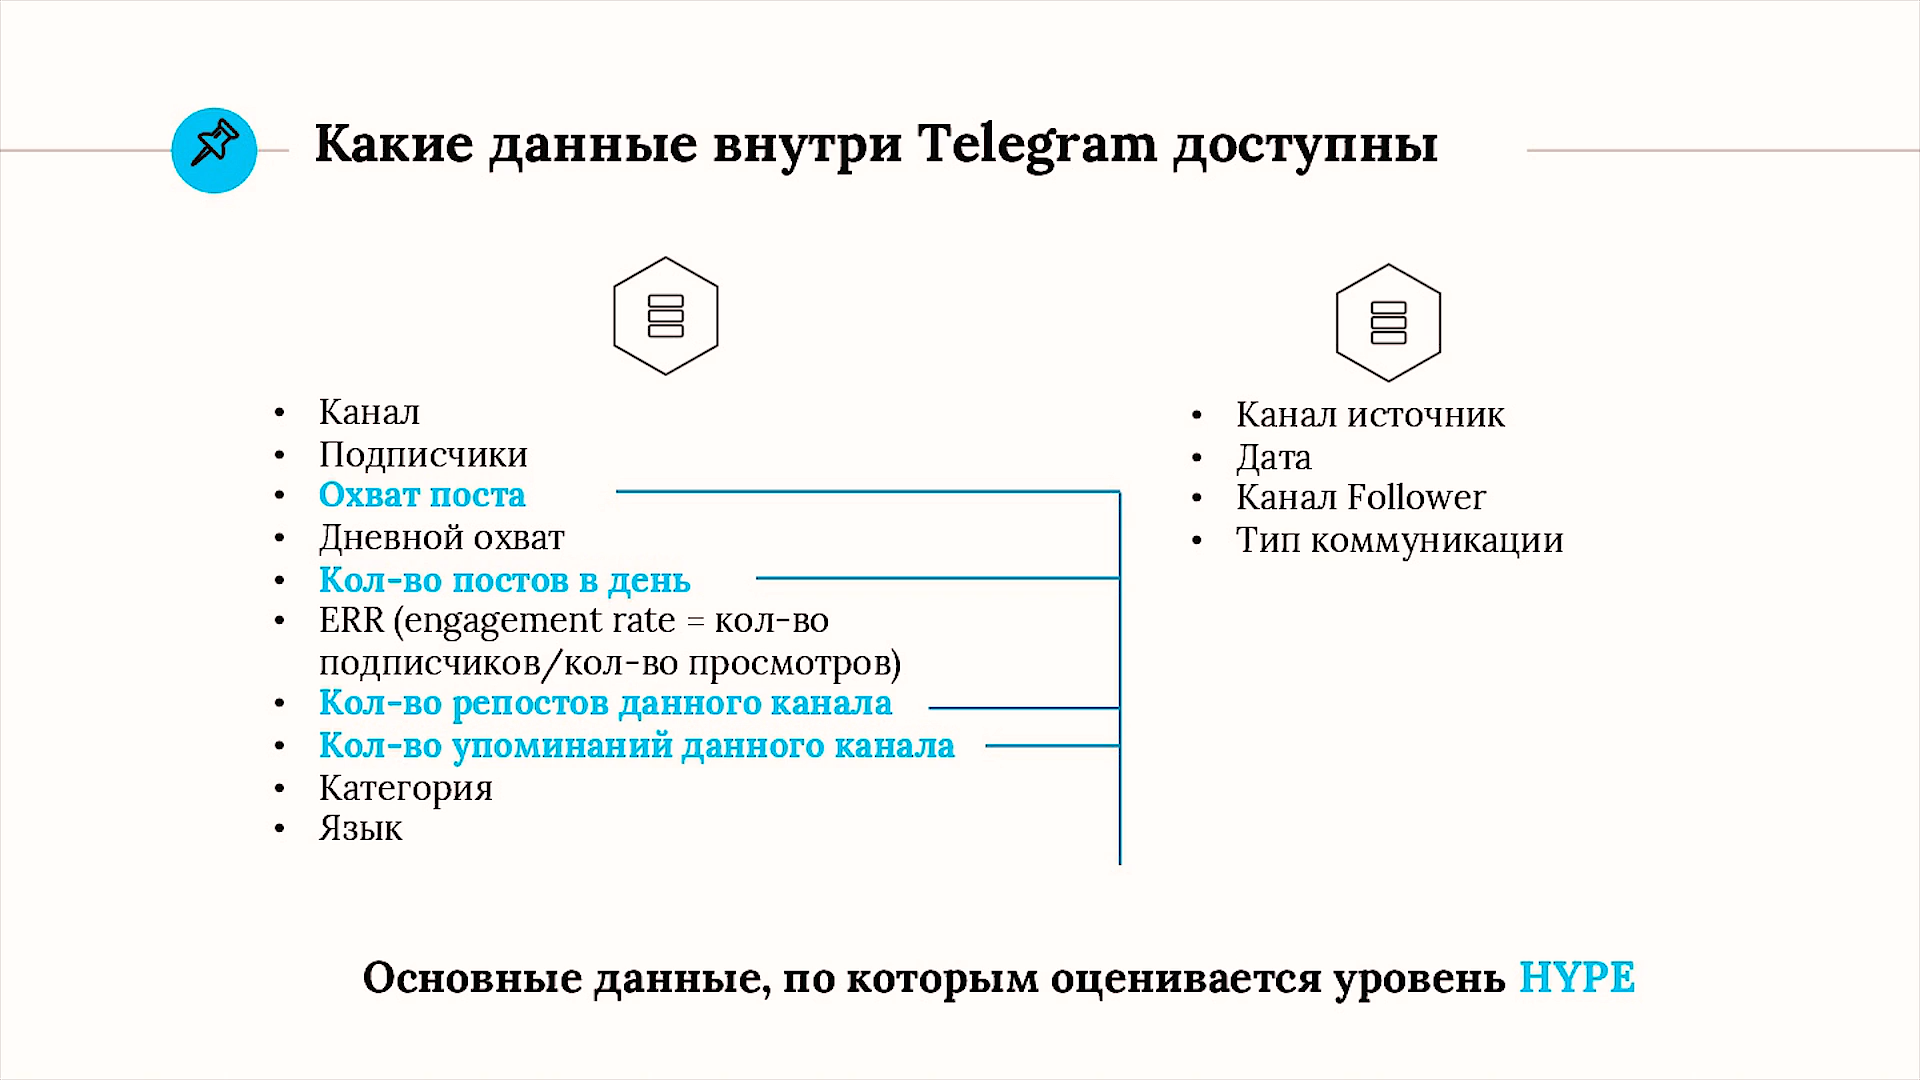 Какие данные внутри Telegram доступны
• Канал
• Подписчики
• Охват поста
• Дневной охват
• Кол-во постов в день
• ERR (engagement rate = кол-во
подписчиков/кол-во просмотров)
• Кол-во репостов данного канала
• Кол-во упоминаний данного канала
• Категория
• Язык
• Канал источник
• Дата
• Канал Follower
• Тип коммуникации
Основные данные, по которым оценивается уровень HYPE